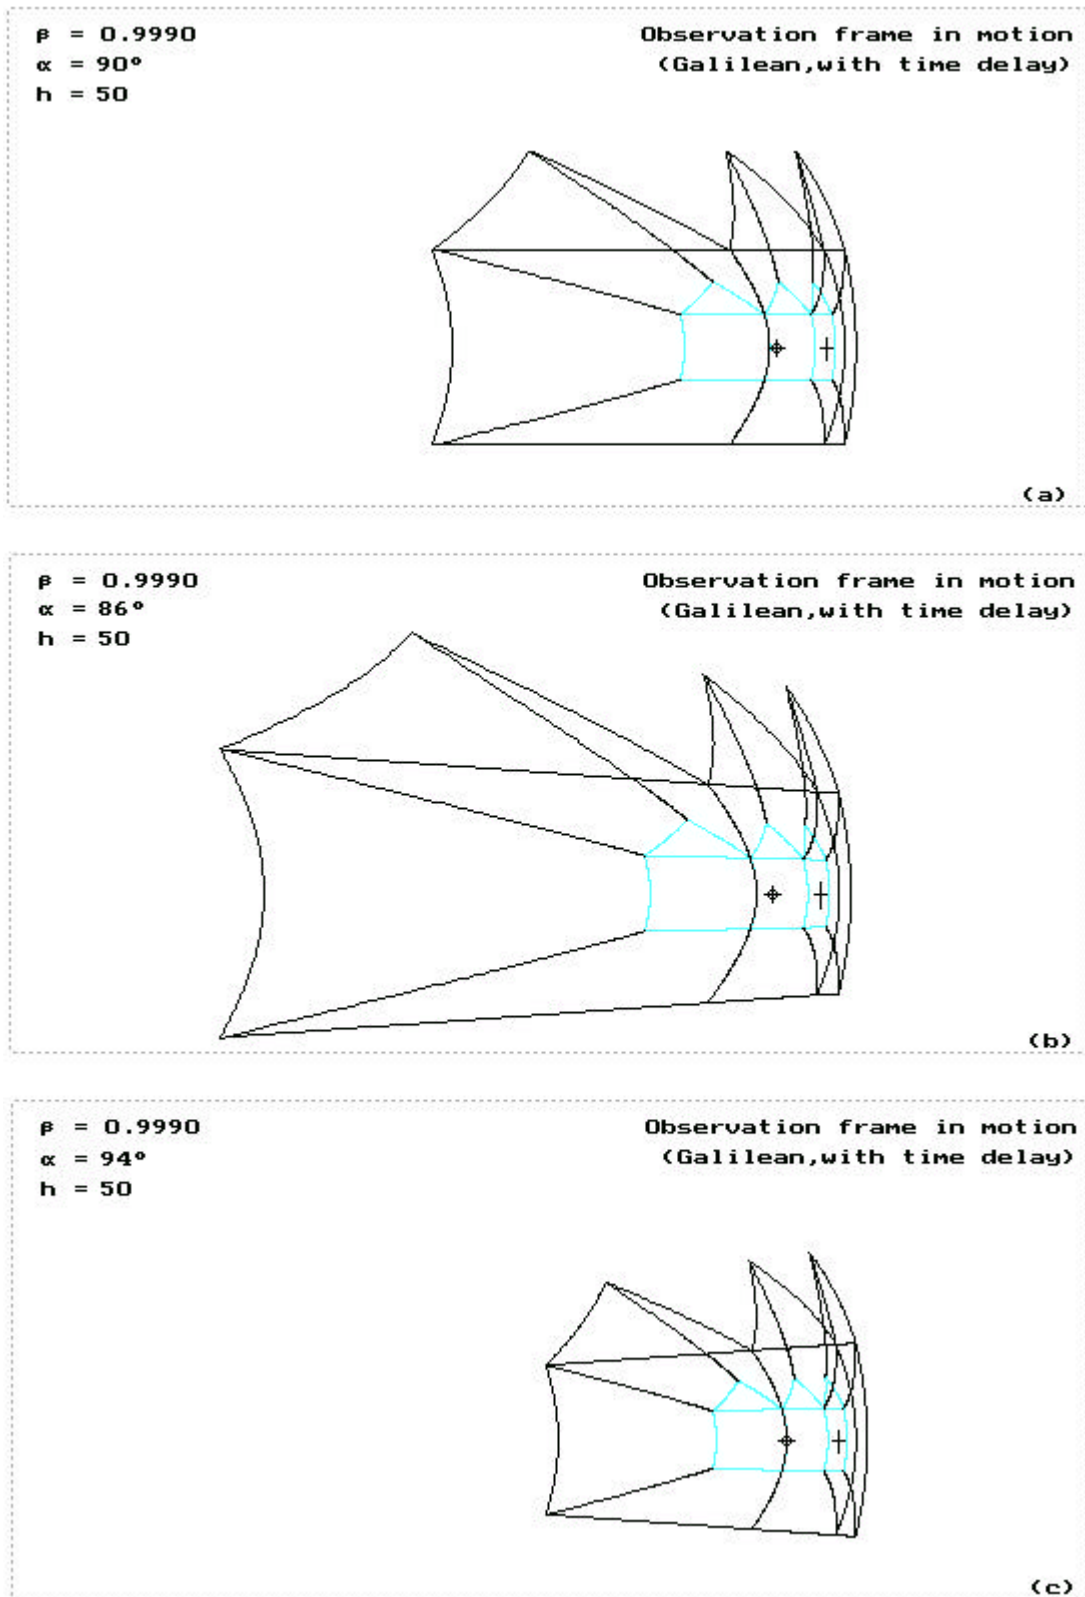 β = 0.9990
Observation frame in motion
α = 90°
(Galilean,with time delay)
h = 50
(a)
β = 0.9990
Observation frame in motion
α = 86°
(Galilean,with time delay)
h = 50
(b)
β = 0.9990
Observation frame in motion
α = 94°
(Galilean,with time delay)
h = 50
(c)